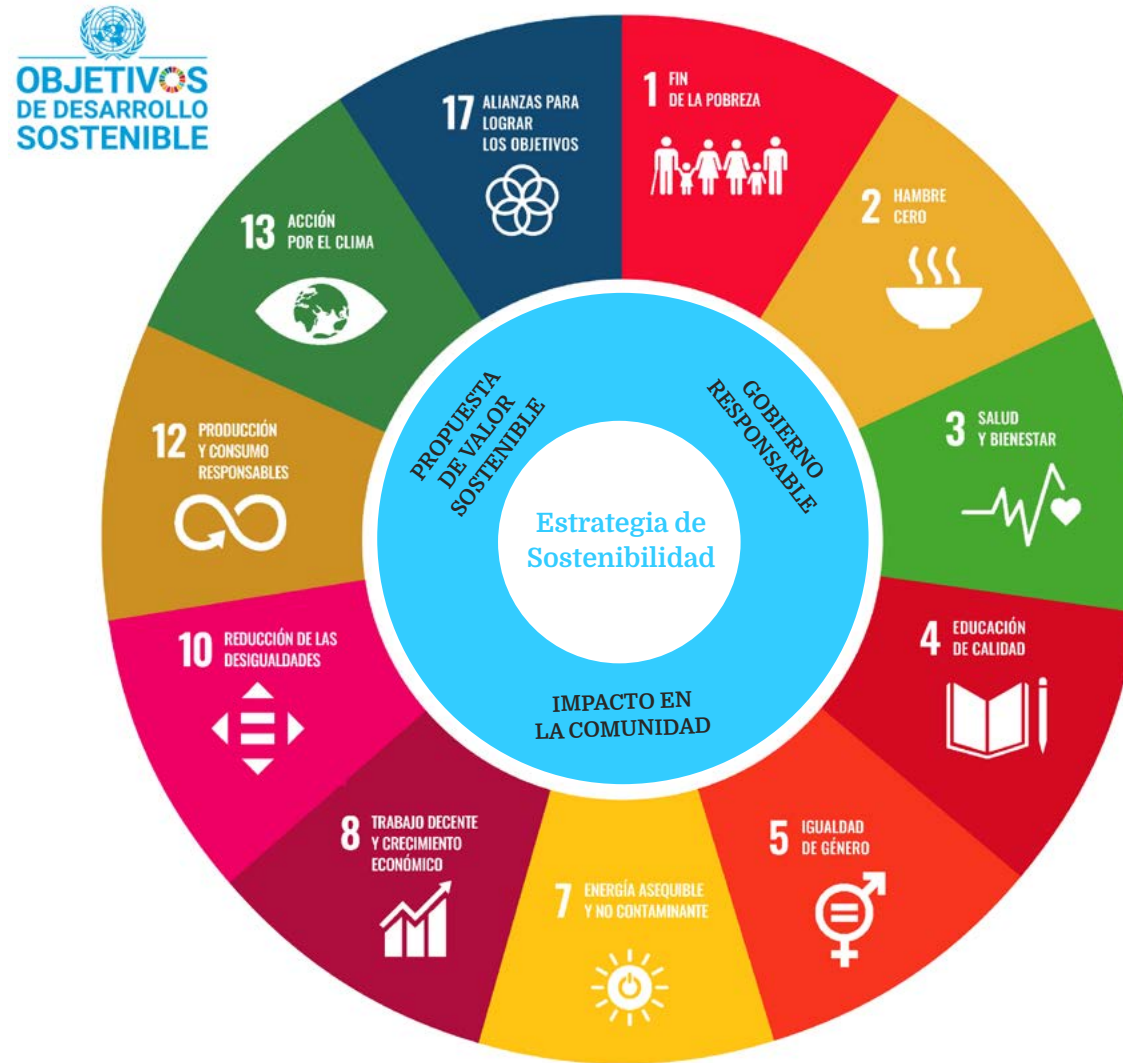 OBJETIVOS
DE DESARROLLO
SOSTENIBLE
1 FIN
DE LA POBREZA
2 HAMBRE
CERO
3 SALUD
Y BIENESTAR
4 EDUCACIÓN
DE CALIDAD
5 IGUALDAD
DE GÉNERO
7 ENERGÍA ASEQUIBLE
Y NO CONTAMINANTE
8 TRABAJO DECENTE
Y CRECIMIENTO
ECONÓMICO
10 REDUCCIÓN DE LAS
DESIGUALDADES
12 PRODUCCIÓN
Y CONSUMO
RESPONSABLES
13 ACCIÓN
POR EL CLIMA
17 ALIANZAS PARA
LOGRAR
LOS OBJETIVOS
PROPUESTA
DE VALOR
SOSTENIBLE
GOBIERNO
RESPONSABLE
IMPACTO EN
LA COMUNIDAD
Estrategia de
Sostenibilidad